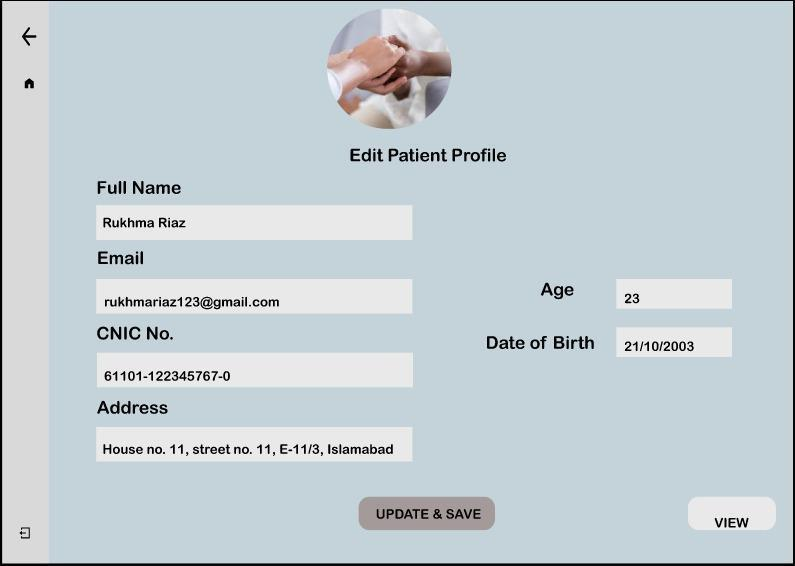 Edit Patient Profile
Full Name
Rukhma Riaz
Email
rukhmariaz123@gmail.com
Age
23
CNIC No.
Date of Birth
21/10/2003
61101-122345767-0
Address
House no. 11, street no. 11, E-11/3, Islamabad
UPDATE & SAVE
VIEW